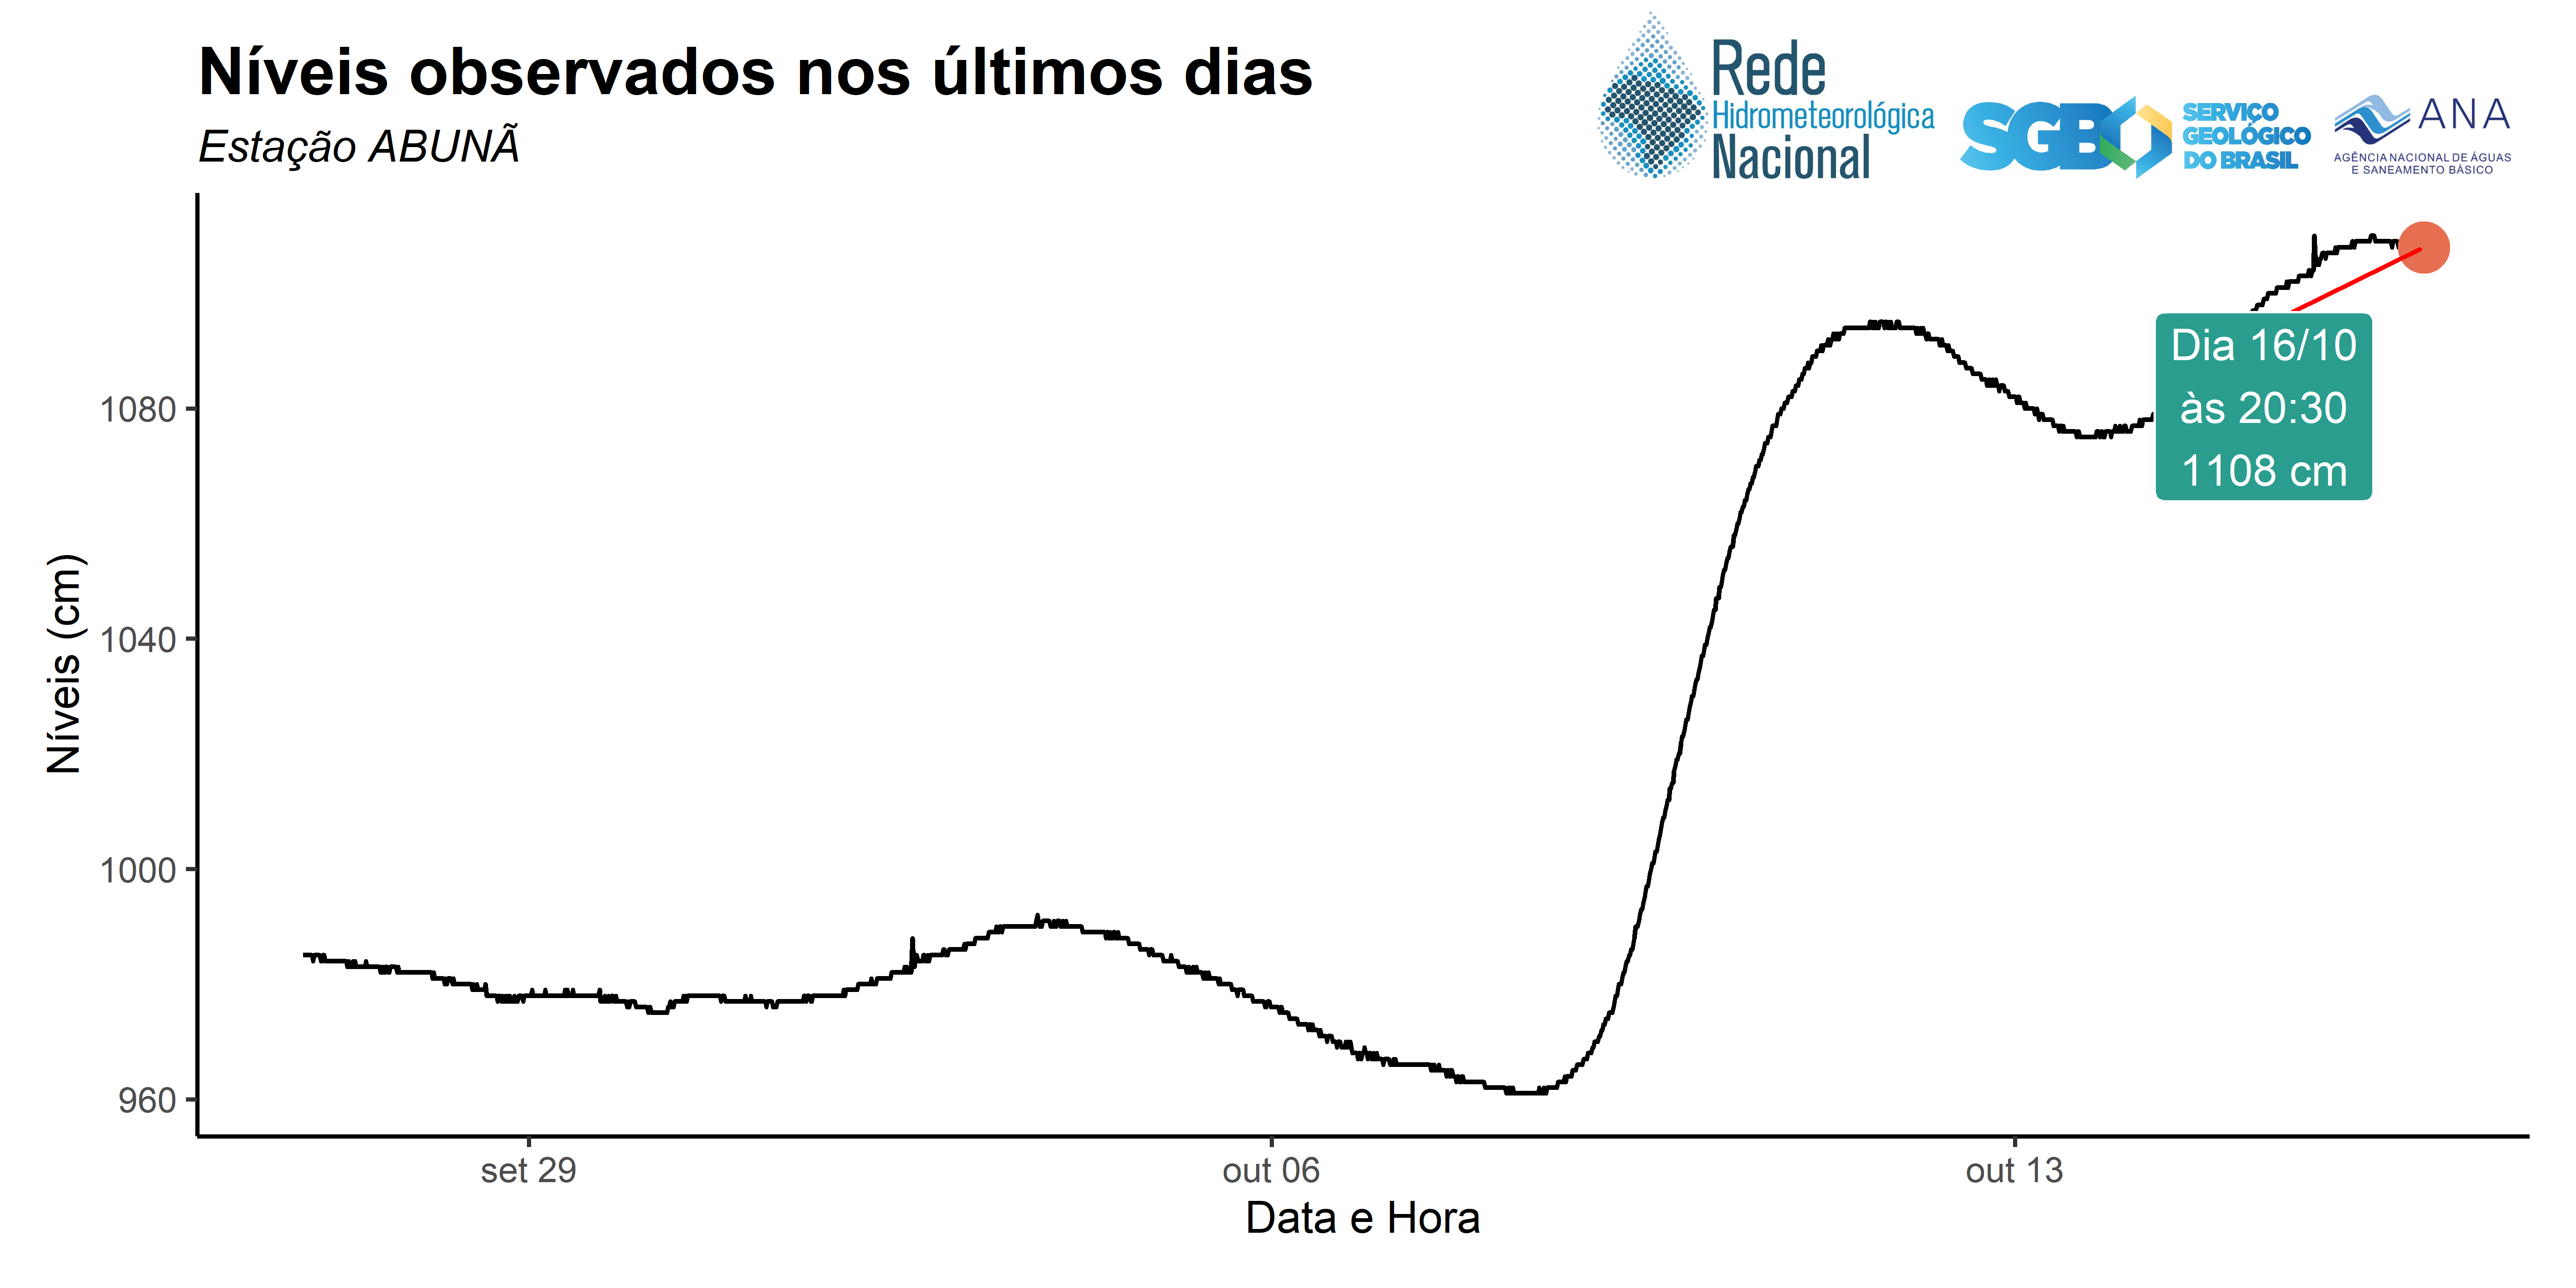 Níveis observados nos últimos dias
Estação ABUNÃ
Rede
Hidrometeorológica
Nacional
SGB
SERVIÇO
GEOLÓGICO
DO BRASIL
ANA
AGÊNCIA NACIONAL DE ÁGUAS
E SANEAMENTO BÁSICO
Níveis (cm)
1080
1040
1000
960
Dia 16/10
às 20:30
1108 cm
set 29
out 06
out 13
Data e Hora